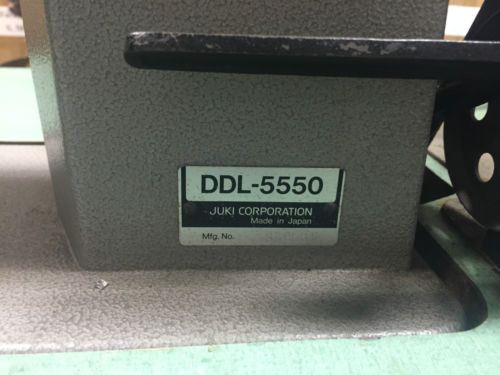 DDL-5550
JUKI CORPORATION
Made in Japan
Mfg. No.